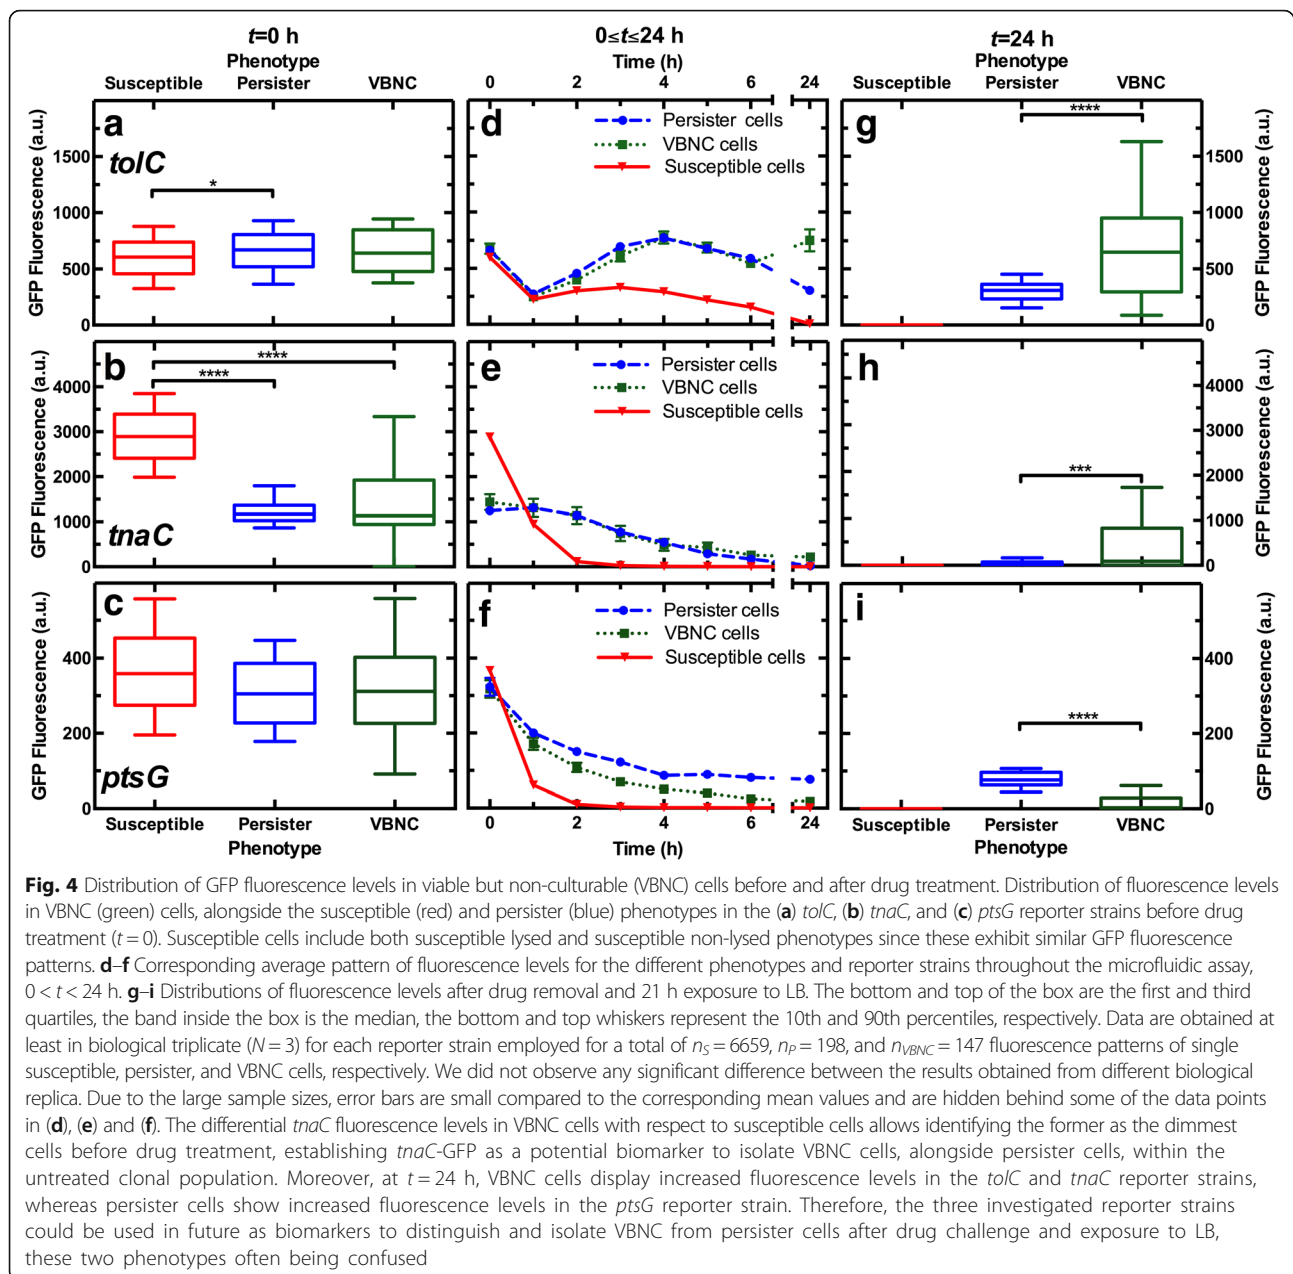 t=0 h
0≤t≤24 h
t=24 h
Phenotype
Time (h)
Phenotype
Susceptible Persister VBNC
0 2 4 6 24
Susceptible Persister VBNC
a
tolC
*
GFP Fluorescence (a.u.)
1500
1000
500
0
d
Persister cells
VBNC cells
Susceptible cells
g
****
1500
1000
500
0
GFP Fluorescence (a.u.)
b
tnaC
****
****
GFP Fluorescence (a.u.)
4000
3000
2000
1000
0
e
Persister cells
VBNC cells
Susceptible cells
h
***
4000
3000
2000
1000
0
GFP Fluorescence (a.u.)
c
ptsG
GFP Fluorescence (a.u.)
400
200
0
f
Persister cells
VBNC cells
Susceptible cells
i
****
400
200
0
GFP Fluorescence (a.u.)
Susceptible Persister VBNC
Phenotype
0 2 4 6 24
Time (h)
Susceptible Persister VBNC
Phenotype
Fig. 4 Distribution of GFP fluorescence levels in viable but non-culturable (VBNC) cells before and after drug treatment. Distribution of fluorescence levels
in VBNC (green) cells, alongside the susceptible (red) and persister (blue) phenotypes in the (a) tolC, (b) tnaC, and (c) ptsG reporter strains before drug
treatment (t = 0). Susceptible cells include both susceptible lysed and susceptible non-lysed phenotypes since these exhibit similar GFP fluorescence
patterns. d–f Corresponding average pattern of fluorescence levels for the different phenotypes and reporter strains throughout the microfluidic assay,
0 < t < 24 h. g–i Distributions of fluorescence levels after drug removal and 21 h exposure to LB. The bottom and top of the box are the first and third
quartiles, the band inside the box is the median, the bottom and top whiskers represent the 10th and 90th percentiles, respectively. Data are obtained at
least in biological triplicate (N = 3) for each reporter strain employed for a total of nS = 6659, nP = 198, and nVBNC = 147 fluorescence patterns of single
susceptible, persister, and VBNC cells, respectively. We did not observe any significant difference between the results obtained from different biological
replica. Due to the large sample sizes, error bars are small compared to the corresponding mean values and are hidden behind some of the data points
in (d), (e) and (f). The differential tnaC fluorescence levels in VBNC cells with respect to susceptible cells allows identifying the former as the dimmest
cells before drug treatment, establishing tnaC-GFP as a potential biomarker to isolate VBNC cells, alongside persister cells, within the
untreated clonal population. Moreover, at t = 24 h, VBNC cells display increased fluorescence levels in the tolC and tnaC reporter strains,
whereas persister cells show increased fluorescence levels in the ptsG reporter strain. Therefore, the three investigated reporter strains
could be used in future as biomarkers to distinguish and isolate VBNC from persister cells after drug challenge and exposure to LB,
these two phenotypes often being confused